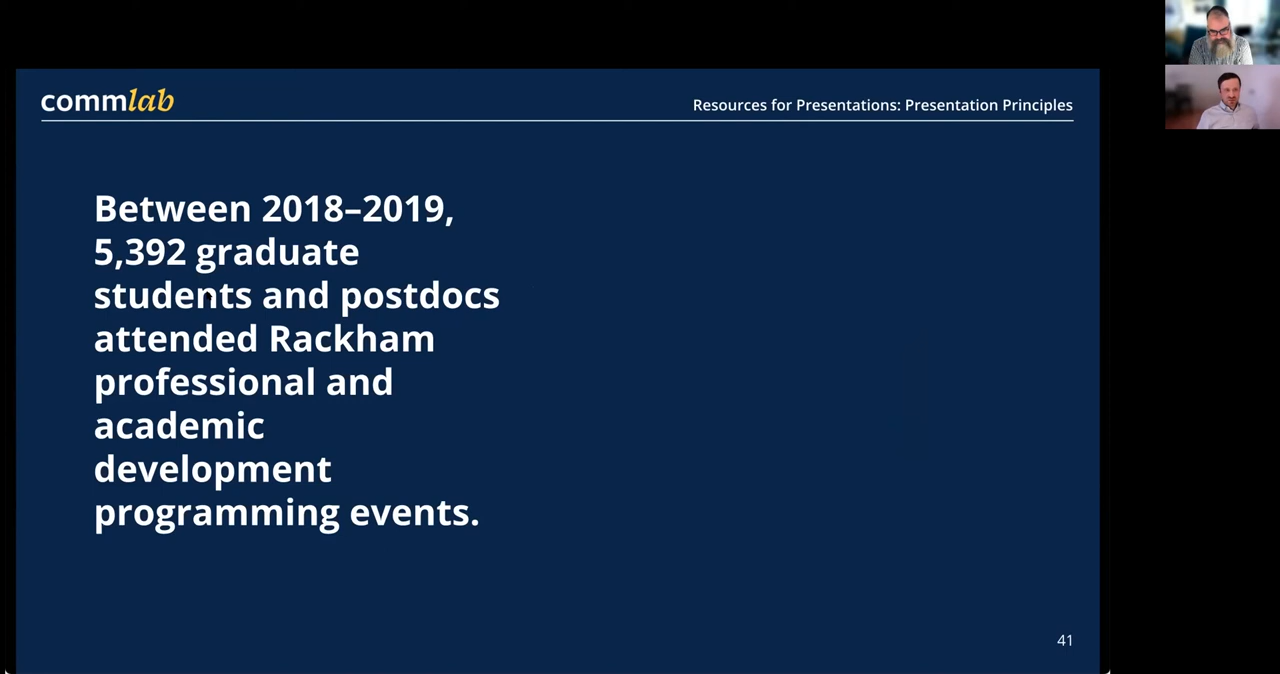 commlab
Resources for Presentations: Presentation Principles
Between 2018–2019,
5,392 graduate
students and postdocs
attended Rackham
professional and
academic
development
programming events.
41